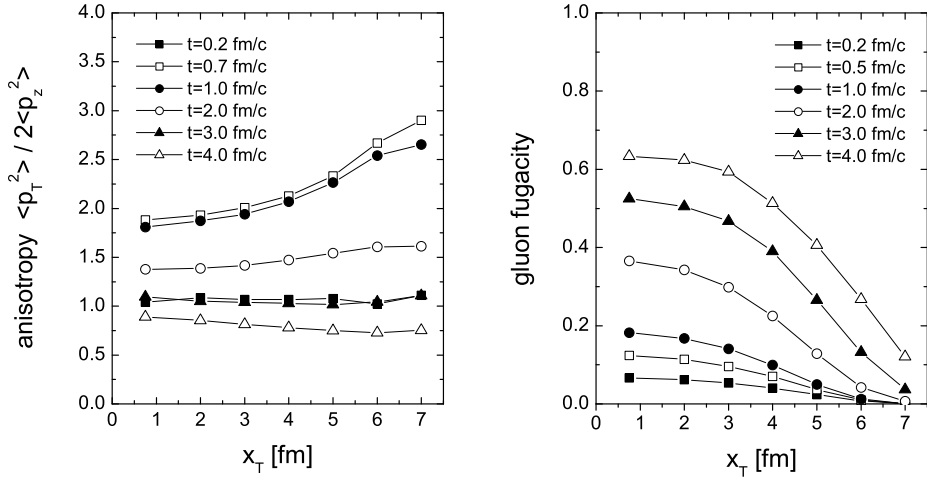 anisotropy <p_T^2> / 2<p_z^2>
4.0
3.5
3.0
2.5
2.0
1.5
1.0
0.5
0.0
t=0.2 fm/c
t=0.7 fm/c
t=1.0 fm/c
t=2.0 fm/c
t=3.0 fm/c
t=4.0 fm/c
0 1 2 3 4 5 6 7
x_T [fm]
gluon fugacity
1.0
0.8
0.6
0.4
0.2
0.0
t=0.2 fm/c
t=0.5 fm/c
t=1.0 fm/c
t=2.0 fm/c
t=3.0 fm/c
t=4.0 fm/c
0 1 2 3 4 5 6 7
x_T [fm]